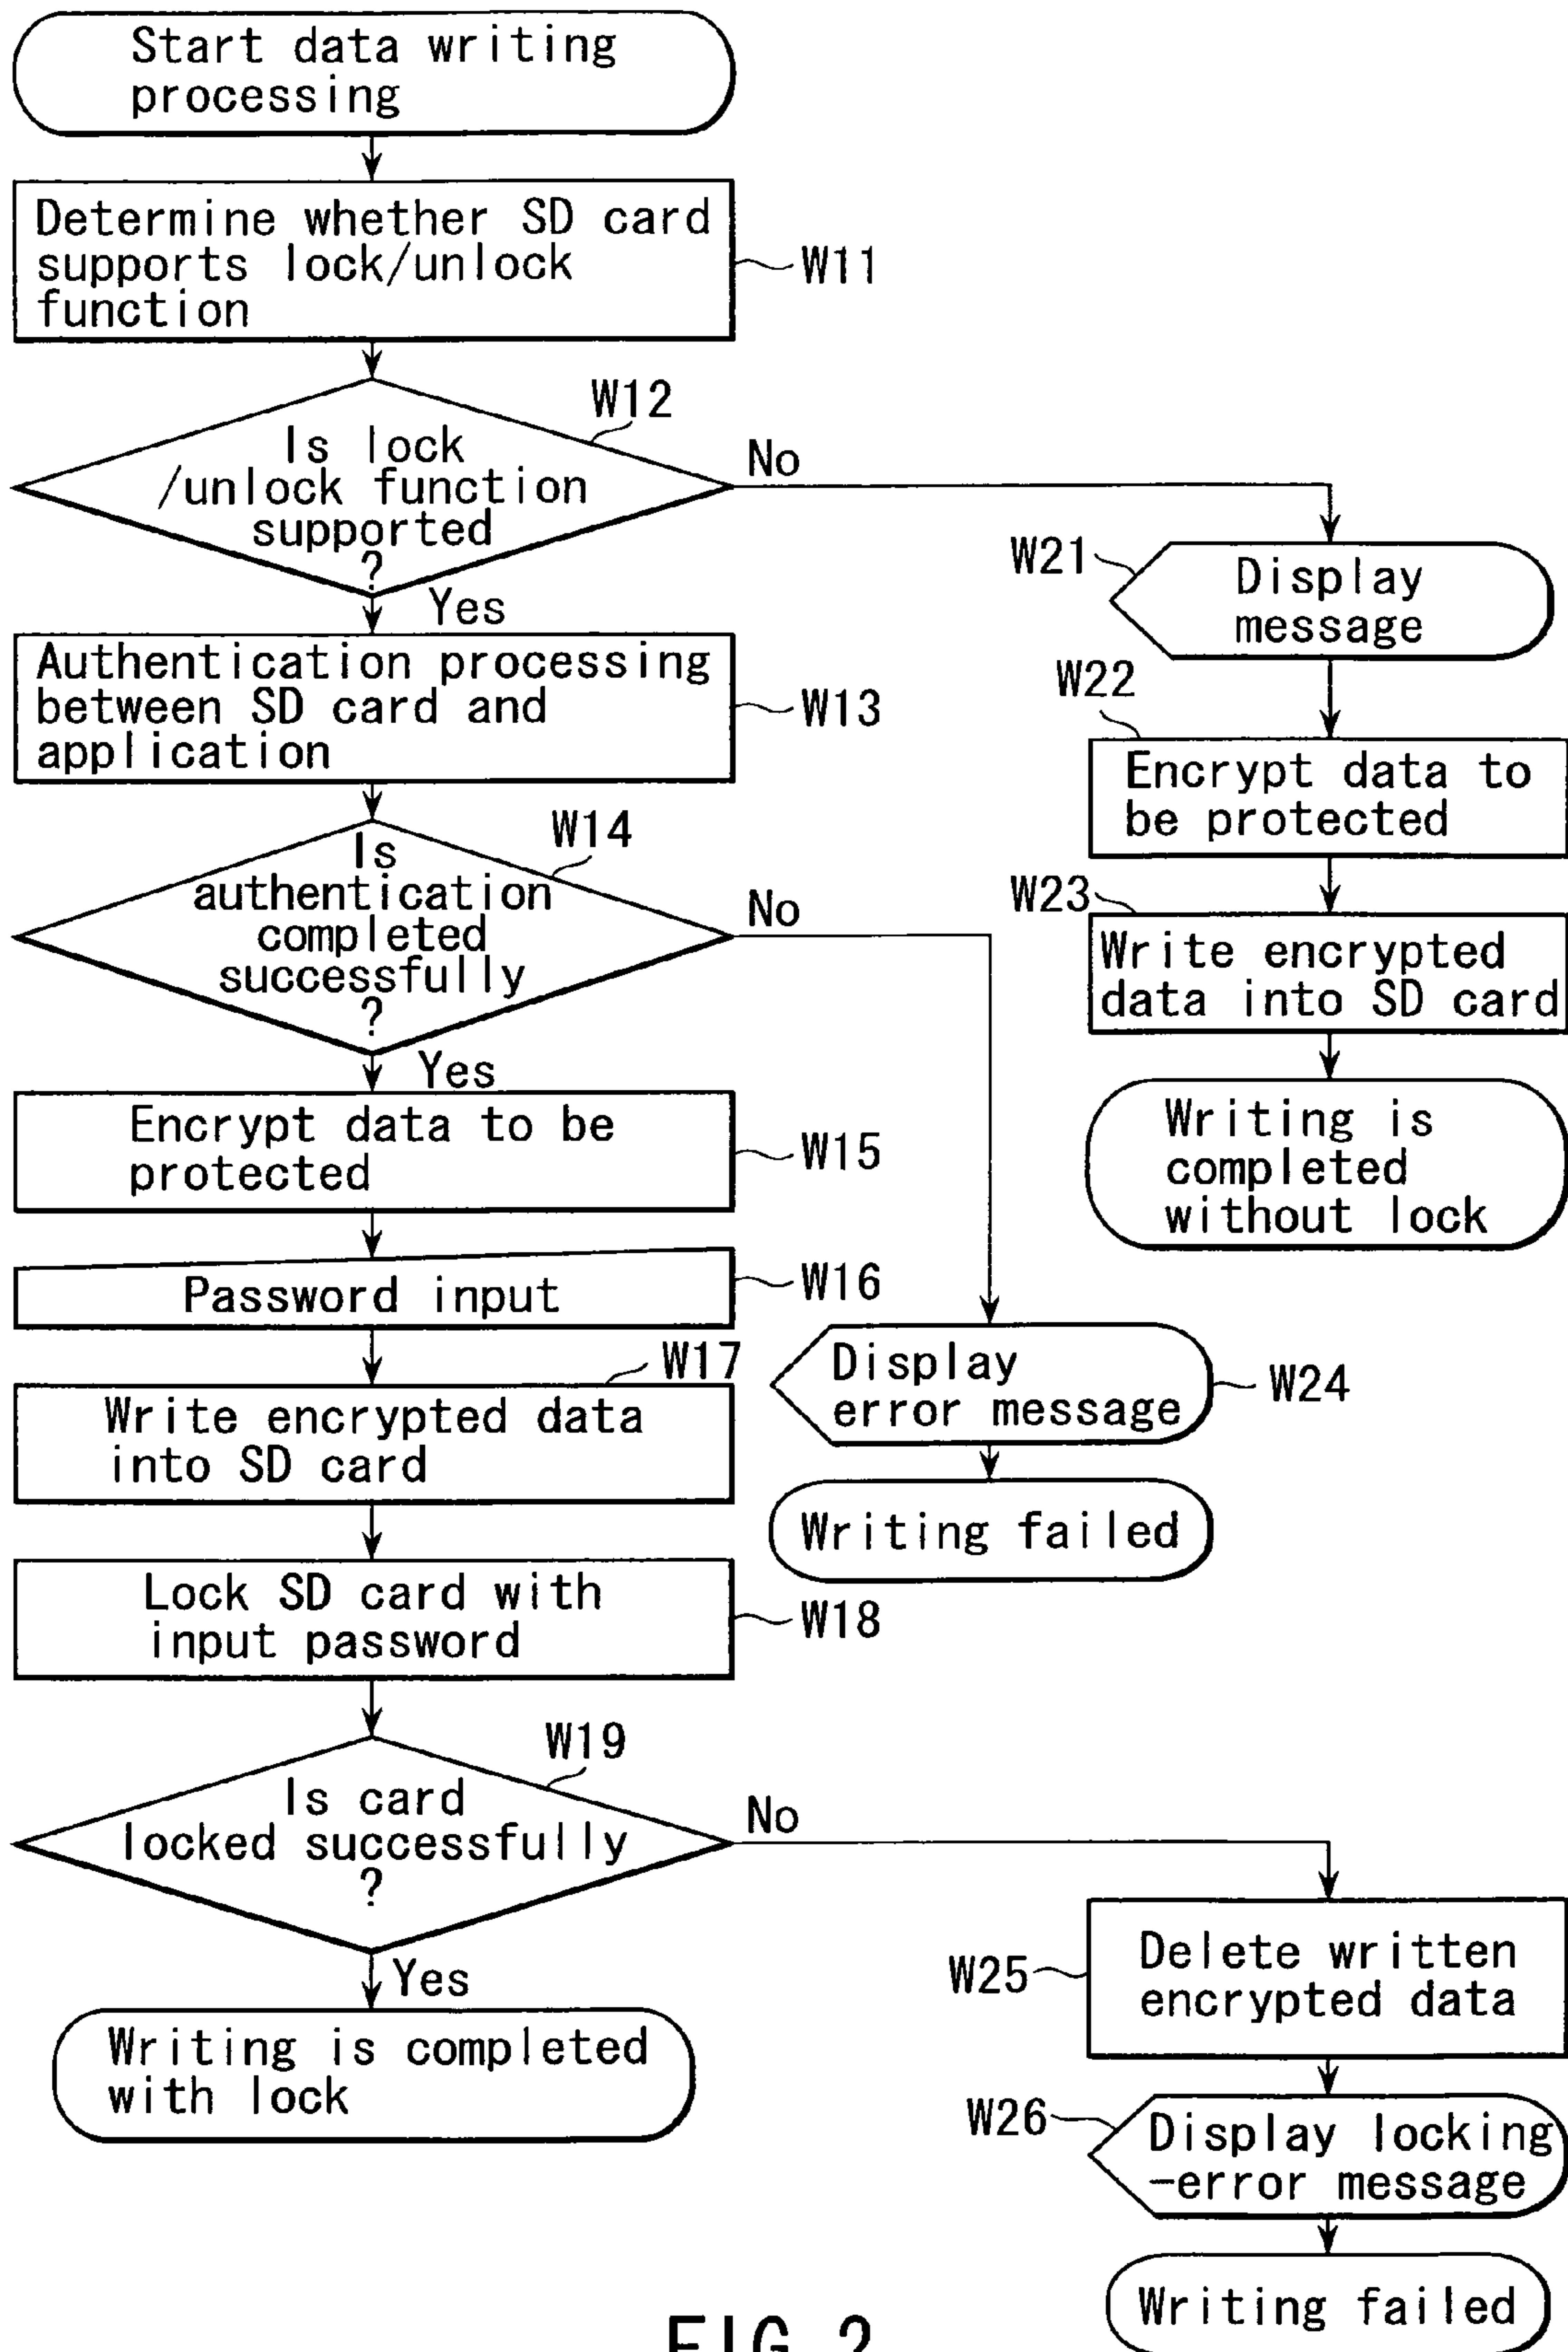 Start data writing
processing
Determine whether SD card
supports lock/unlock
function
W11
W12
Is lock
/unlock function
supported
?
No
Yes
W21
Display
message
Authentication processing
between SD card and
application
W13
W22
Encrypt data to
be protected
W14
Is
authentication
completed
successfully
?
No
Yes
W23
Write encrypted
data into SD card
Writing is
completed
without lock
Encrypt data to be
protected
W15
Password input
W16
W17
Write encrypted data
into SD card
Display
error message
W24
Writing failed
Lock SD card with
input password
W18
W19
Is card
locked successfully
?
No
Yes
W25
Delete written
encrypted data
Writing is completed
with lock
W26
Display locking
-error message
Writing failed
FIG. 2